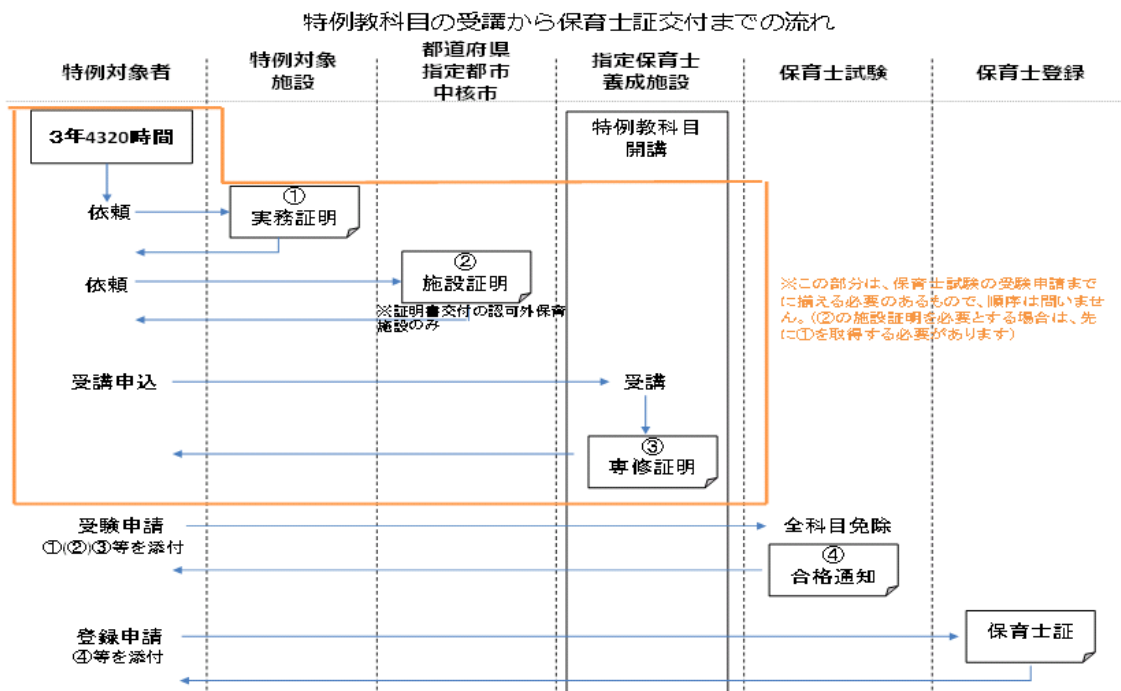 特例教科目の受講から保育士証交付までの流れ
特例対象者
特例対象
施設
都道府県
指定都市
中核市
指定保育士
養成施設
保育士試験
保育士登録
3年4320時間
特例教科目
開講
依頼
①
実務証明
依頼
②
施設証明
※証明書交付の認可外保育
施設のみ
※この部分は、保育士試験の受験申請まで
に揃える必要のあるもので、順序は問いませ
ん。(②の施設証明を必要とする場合は、先
に①を取得する必要があります)
受講申込
受講
③
専修証明
受験申請
①(②)③等を添付
全科目免除
④
合格通知
登録申請
④等を添付
保育士証